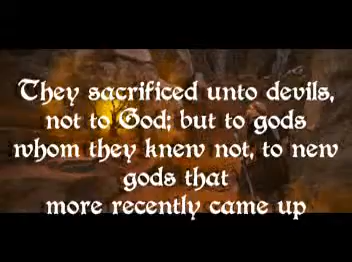 They sacrificed unto devils,
not to God; but to gods
whom they knew not, to new
gods that
more recently came up